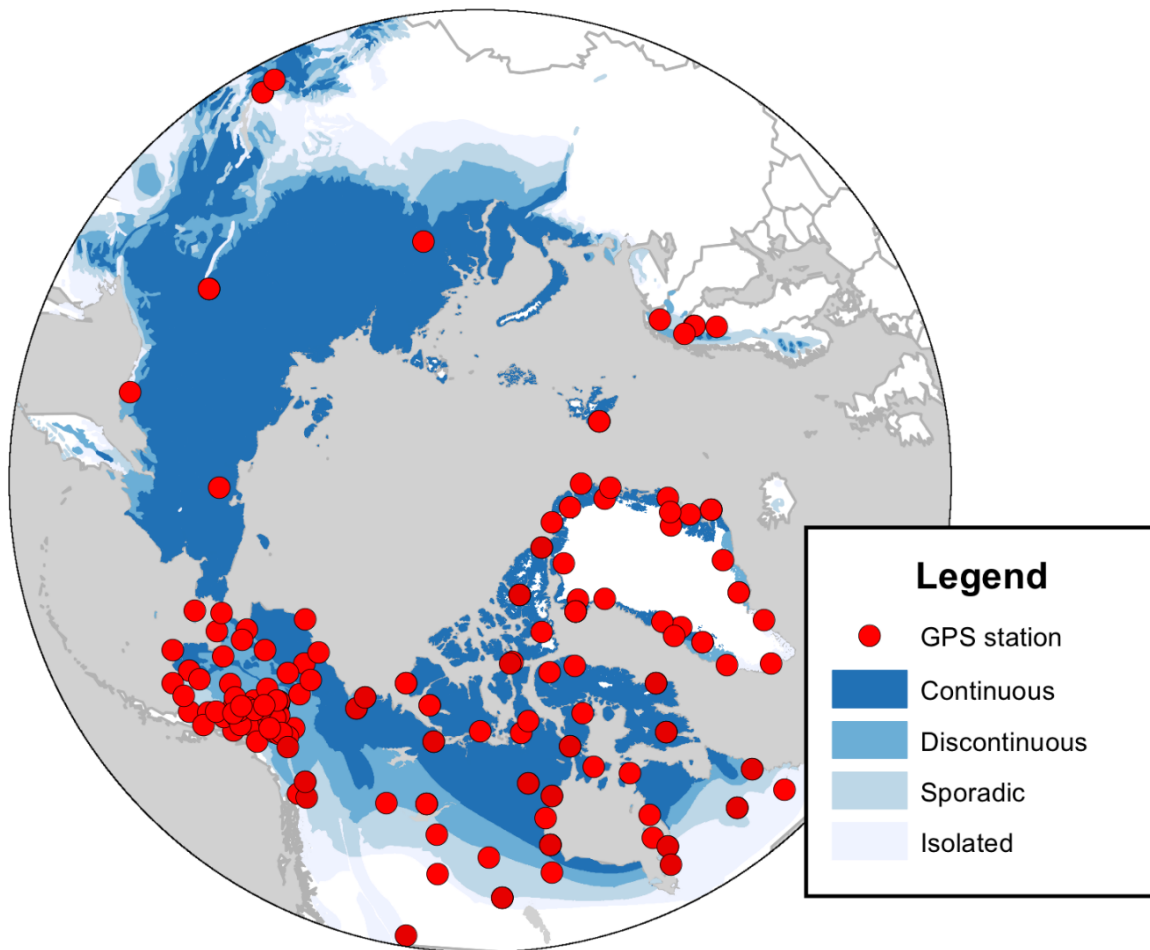 Legend
GPS station
Continuous
Discontinuous
Sporadic
Isolated